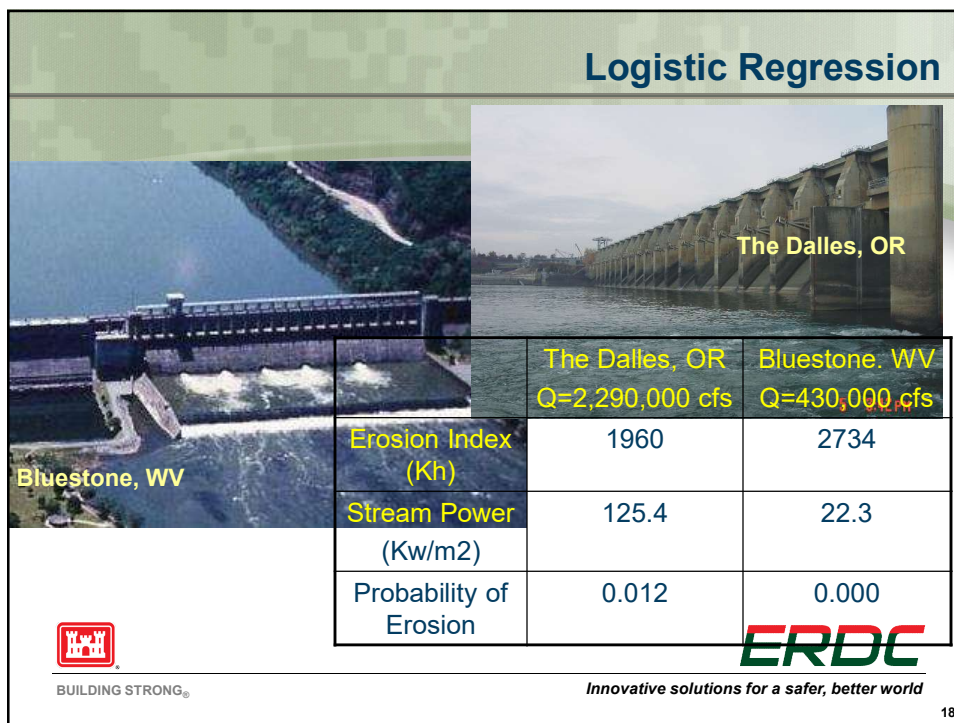 Logistic Regression
The Dalles, OR
Bluestone, WV
The Dalles, OR Bluestone. WV
Q=2,290,000 cfs Q=430,000 cfs
Erosion Index 1960 2734
(Kh)
Stream Power 125.4 22.3
(Kw/m2)
Probability of 0.012 0.000
Erosion
®
ERDC
BUILDING STRONG®
Innovative solutions for a safer, better world
18